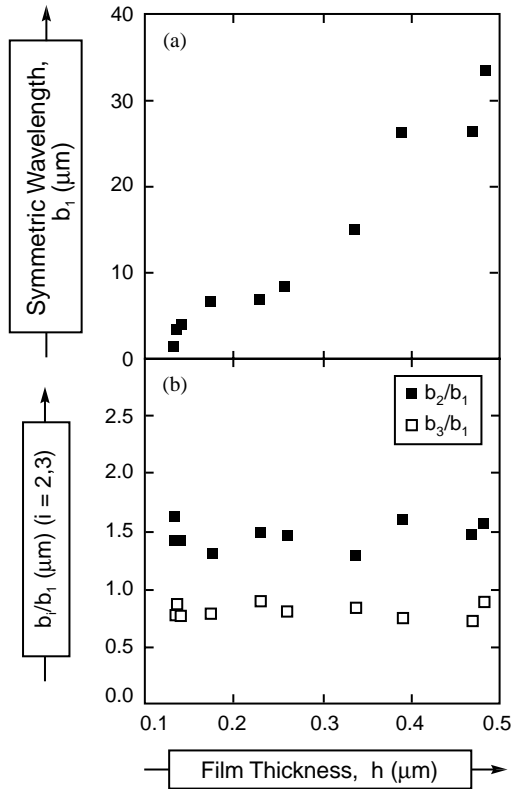 Symmetric Wavelength,
b₁ (μm)
(a)
40
30
20
10
0
bᵢ/b₁ (μm) (i = 2,3)
(b)
b₂/b₁
b₃/b₁
2.5
2.0
1.5
1.0
0.5
0.0
0.1
0.2
0.3
0.4
0.5
Film Thickness, h (μm)